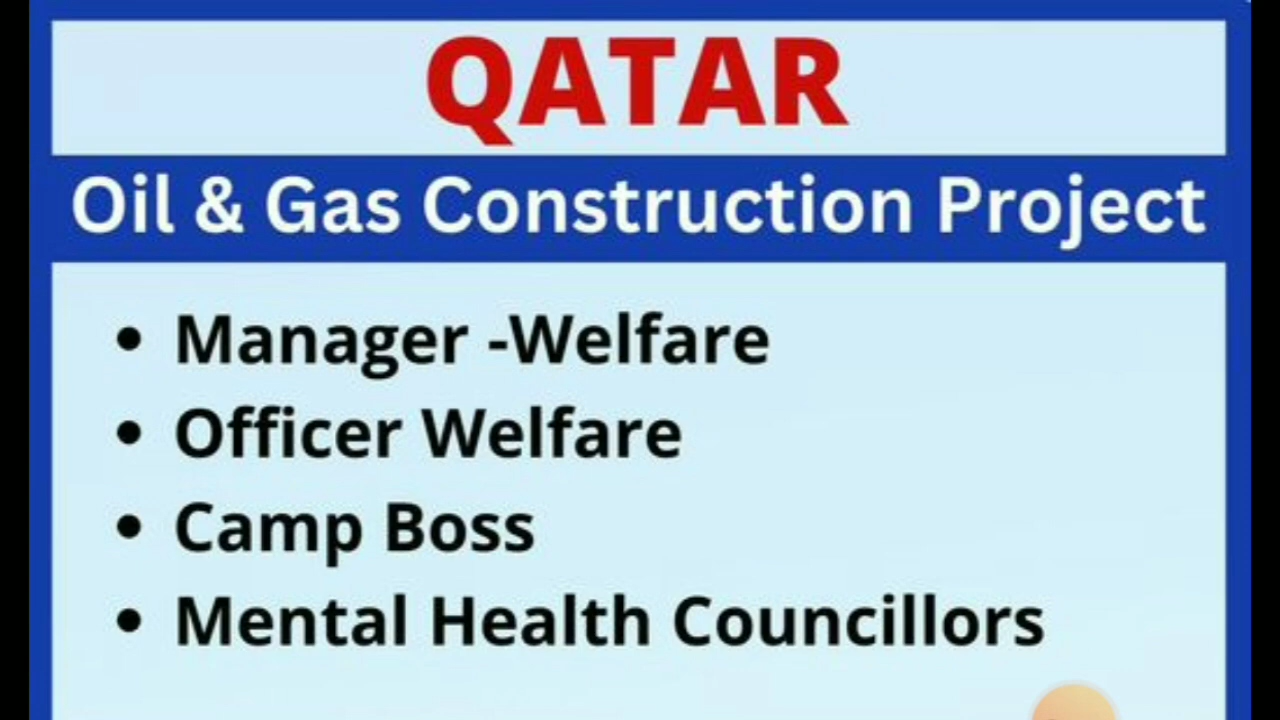 QATAR
Oil & Gas Construction Project
• Manager -Welfare
• Officer Welfare
• Camp Boss
• Mental Health Councillors